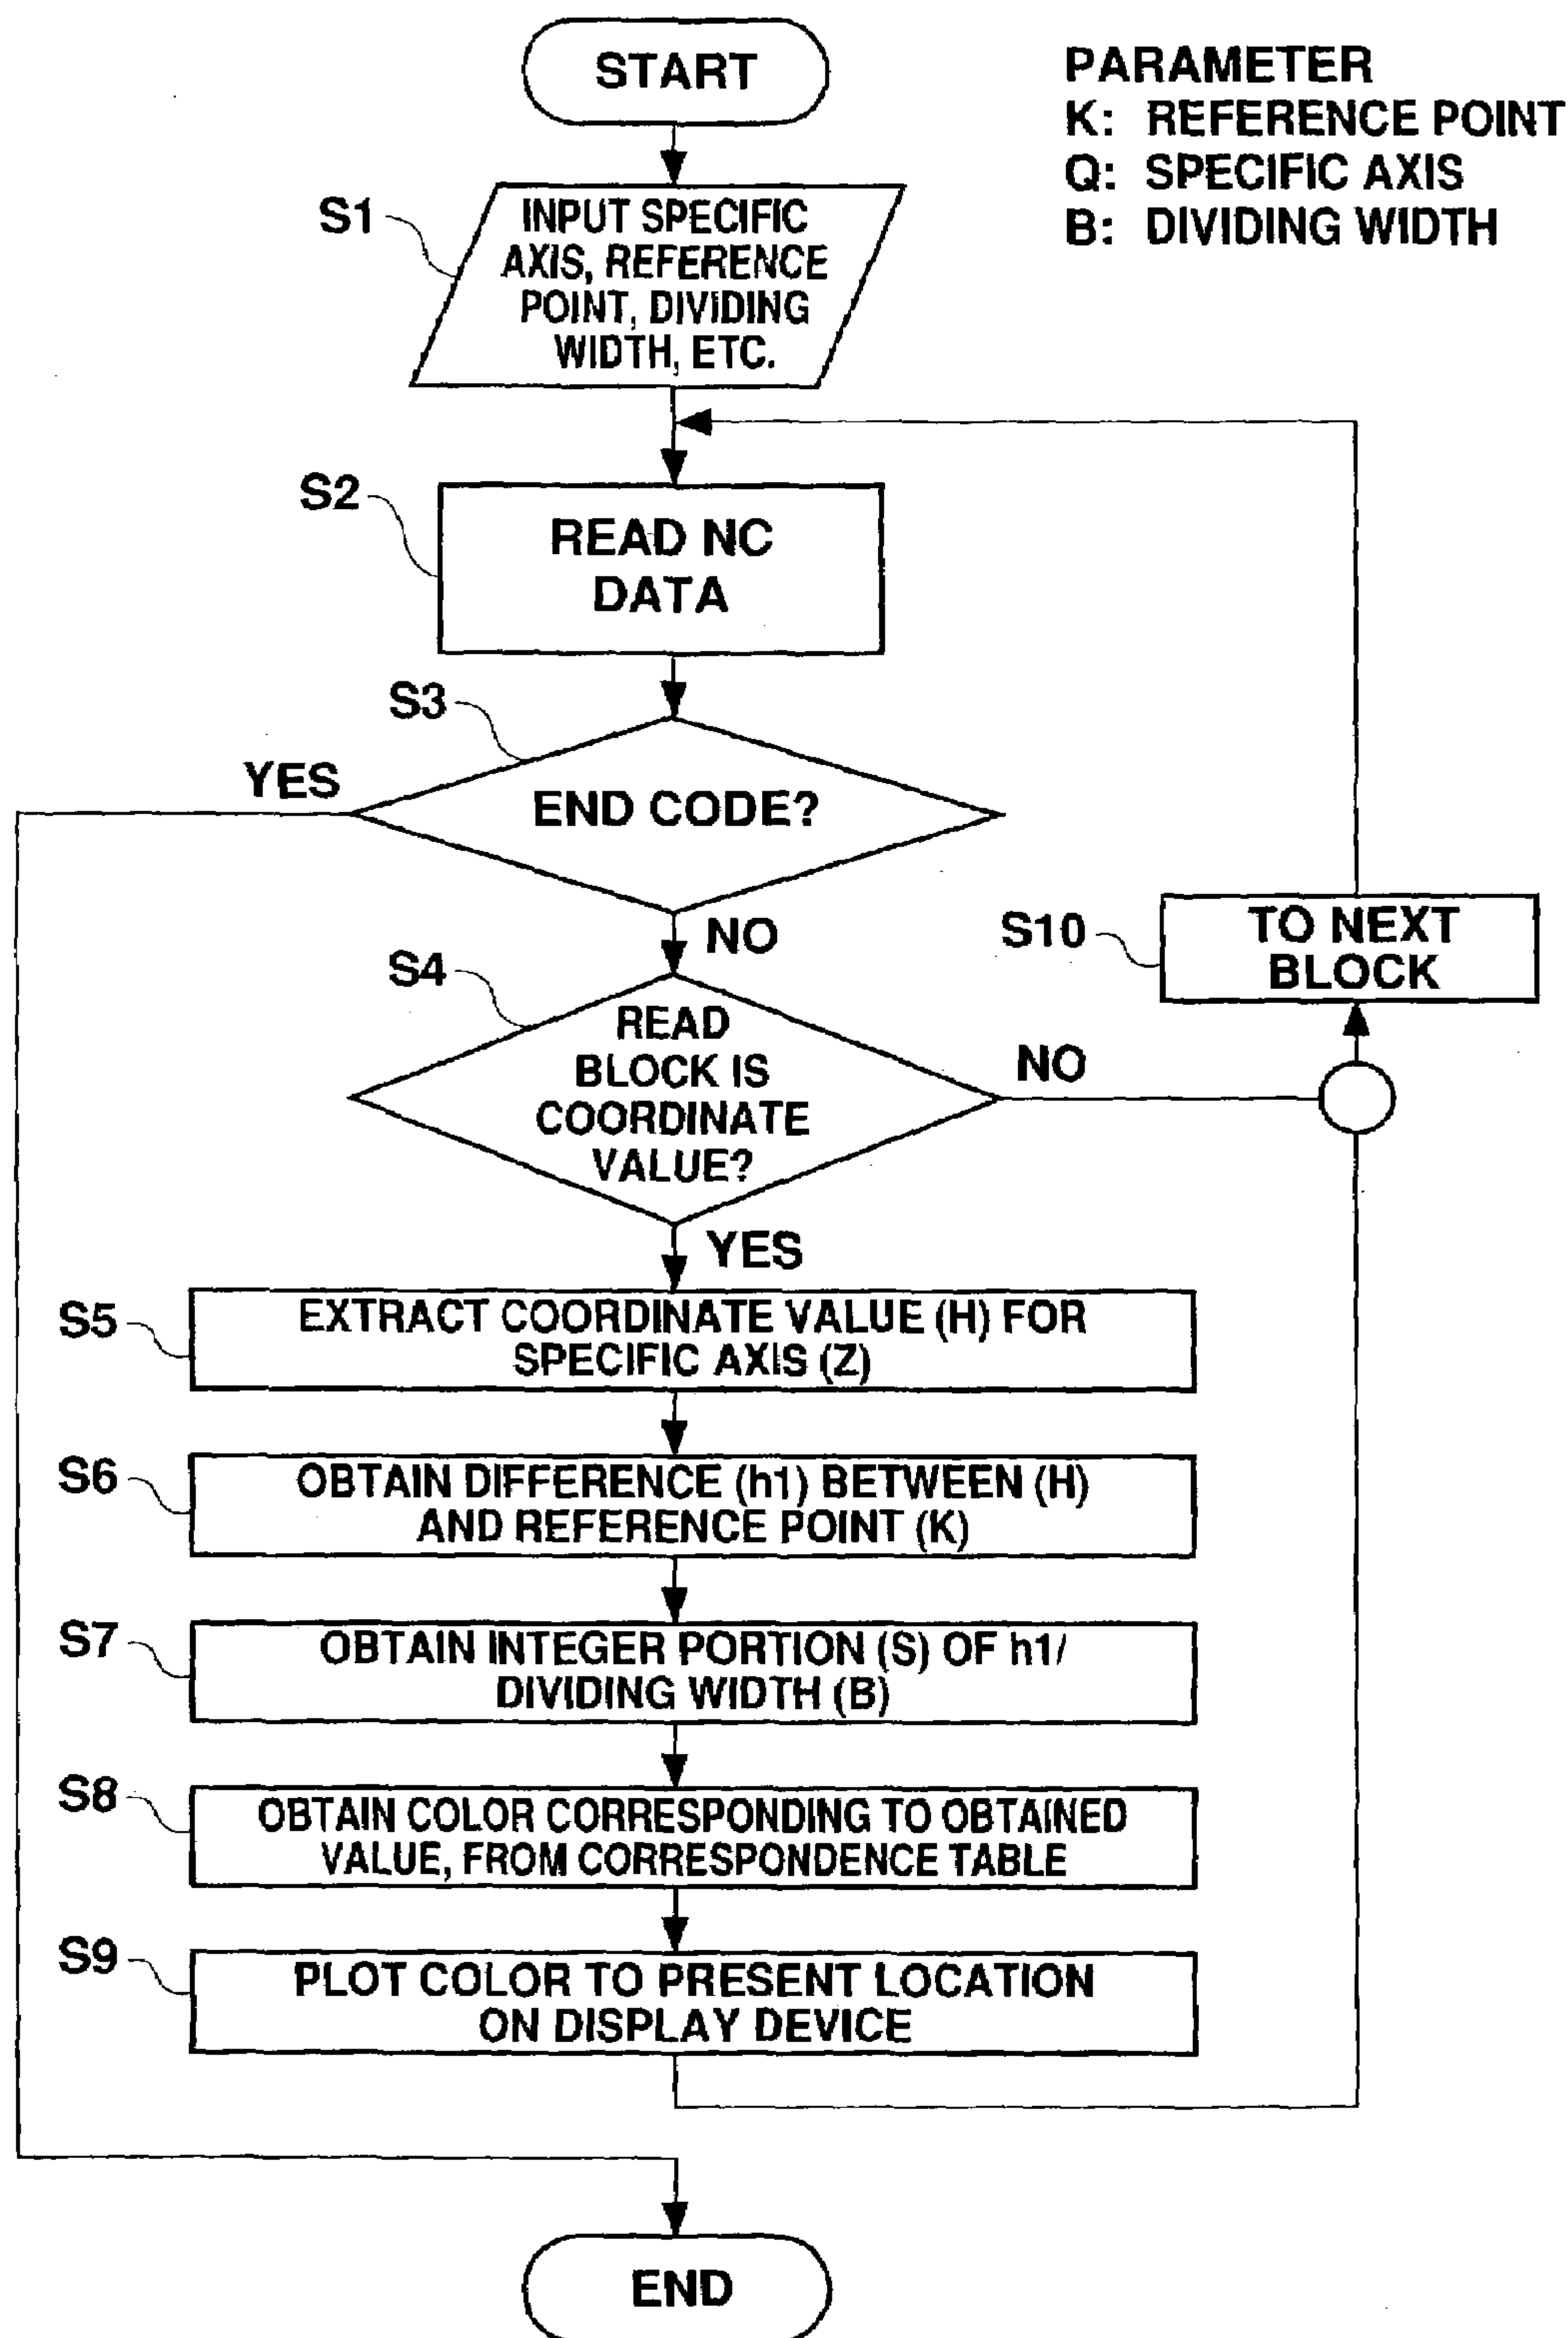 START
PARAMETER
K: REFERENCE POINT
Q: SPECIFIC AXIS
B: DIVIDING WIDTH
S1
INPUT SPECIFIC
AXIS, REFERENCE
POINT, DIVIDING
WIDTH, ETC.
S2
READ NC
DATA
S3
YES
END CODE?
NO
S10
TO NEXT
BLOCK
S4
READ
BLOCK IS
COORDINATE
VALUE?
NO
YES
S5
EXTRACT COORDINATE VALUE (H) FOR
SPECIFIC AXIS (Z)
S6
OBTAIN DIFFERENCE (h1) BETWEEN (H)
AND REFERENCE POINT (K)
S7
OBTAIN INTEGER PORTION (S) OF h1/
DIVIDING WIDTH (B)
S8
OBTAIN COLOR CORRESPONDING TO OBTAINED
VALUE, FROM CORRESPONDENCE TABLE
S9
PLOT COLOR TO PRESENT LOCATION
ON DISPLAY DEVICE
END